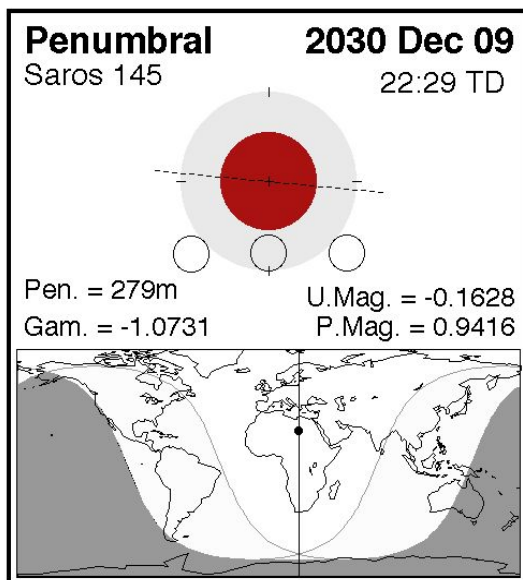 Penumbral 2030 Dec 09
Saros 145 22:29 TD
Pen. = 279m U.Mag. = -0.1628
Gam. = -1.0731 P.Mag. = 0.9416